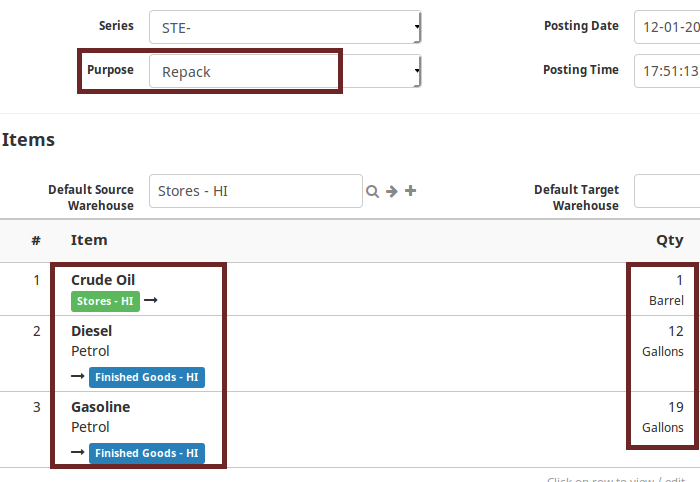 Series STE- Posting Date 12-01-20
Purpose Repack Posting Time 17:51:13
Items
Default Source Warehouse Stores - HI Default Target Warehouse
# Item Qty
1 Crude Oil 1
Stores - HI Barrel
2 Diesel 12
Petrol Gallons
Finished Goods - HI
3 Gasoline 19
Petrol Gallons
Finished Goods - HI
Click on row to view / edit